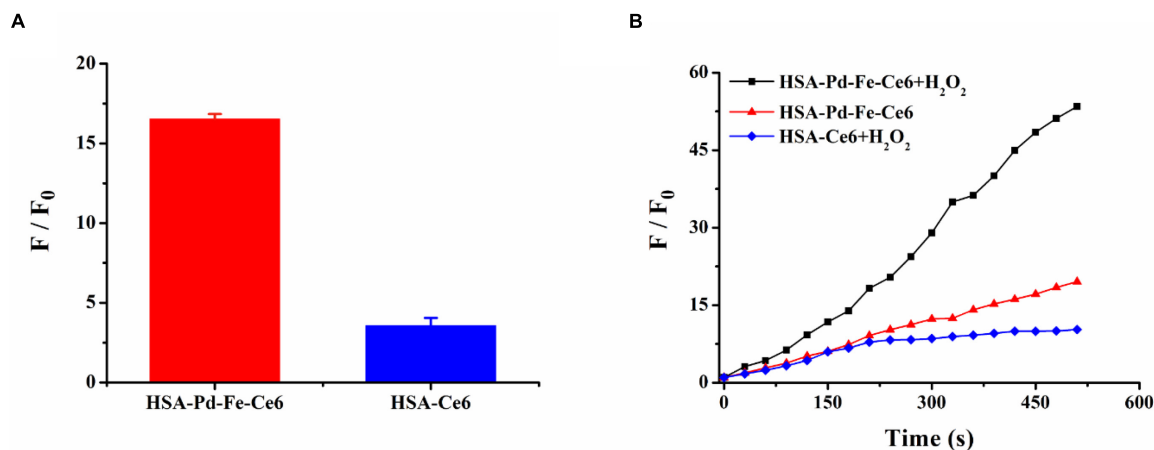 A
F / F₀
20
15
10
5
0
HSA-Pd-Fe-Ce6
HSA-Ce6
B
F / F₀
60
45
30
15
0
HSA-Pd-Fe-Ce6+H₂O₂
HSA-Pd-Fe-Ce6
HSA-Ce6+H₂O₂
0 150 300 450 600
Time (s)